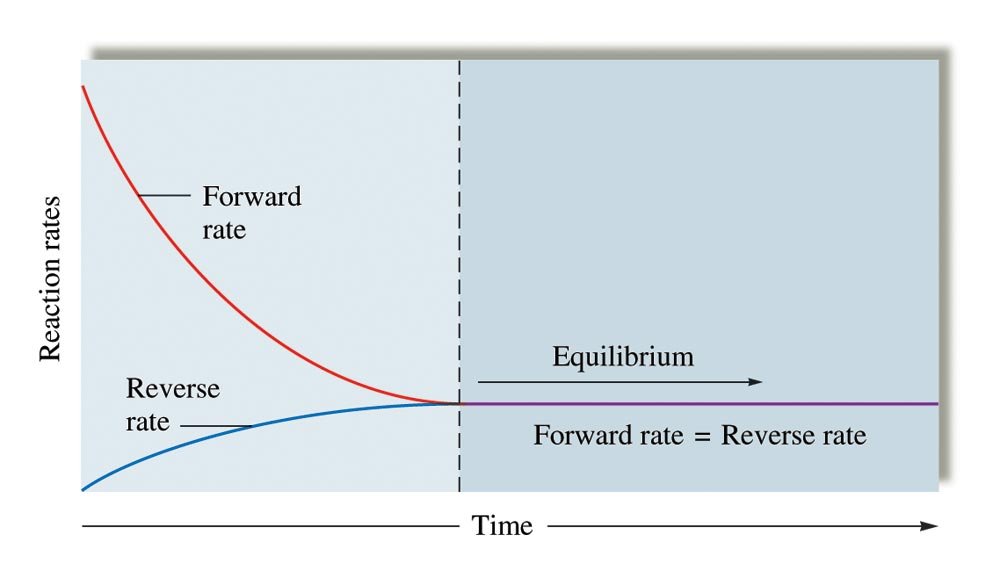 Reaction rates
Forward
rate
Reverse
rate
Equilibrium
Forward rate = Reverse rate
Time